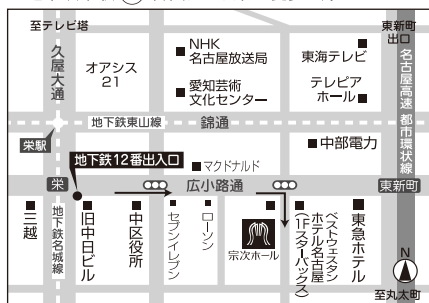 至テレビ塔
東新町
出口
久屋大通
オアシス
21
NHK
名古屋放送局
愛知芸術
文化センター
東海テレビ
テレピア
ホール
名古屋高速 都市環状線
地下鉄東山線
錦通
栄駅
地下鉄12番出入口
マクドナルド
中部電力
栄
広小路通
東新町
三越
地下鉄名城線
旧中日ビル
中区役所
セブンイレブン
ローソン
宗次ホール
ベストウェスタン
ホテル名古屋
(1Fスターバックス)
東急ホテル
N
至丸太町